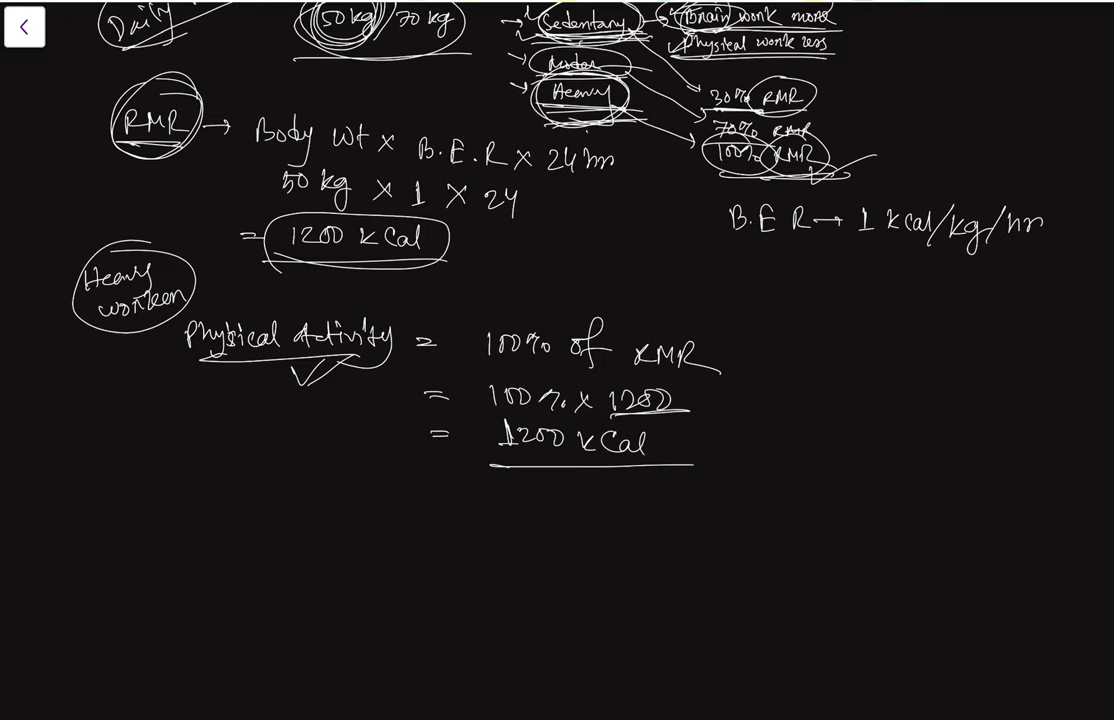 Daily
50 kg / 70 kg
→ Sedentary → Brain work more
Physical work less
→ Moder
→ Heavy
30% RMR
70% RMR
100% RMR
RMR → Body Wt x B.E.R x 24 hr
50 kg x 1 x 24
= 1200 kCal
B.E R → 1 kCal/kg/hr
Heavy
worker
Physical Activity = 100% of RMR
= 100% x 1200
= 1200 kCal